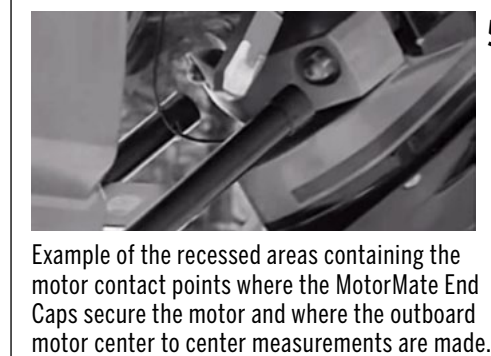 Example of the recessed areas containing the
motor contact points where the MotorMate End
Caps secure the motor and where the outboard
motor center to center measurements are made.